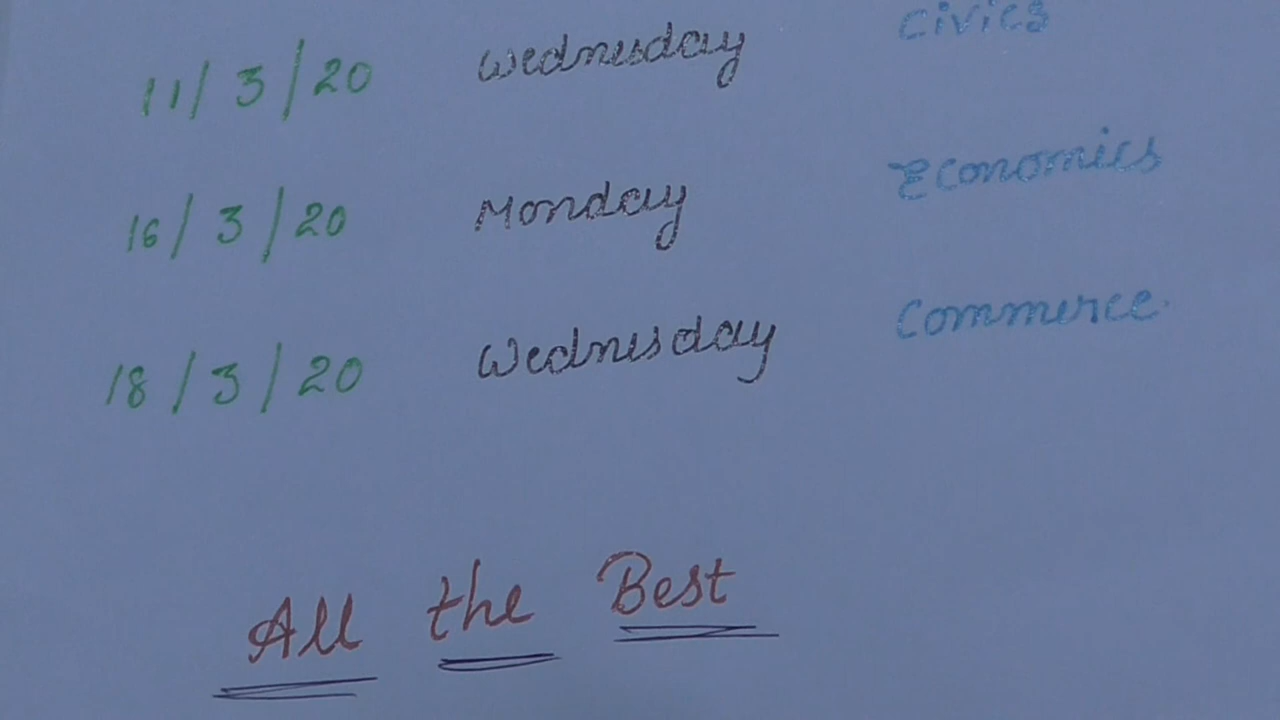 11/3/20 Wednesday Civics
16/3/20 Monday Economics
18/3/20 Wednesday Commerce.
All the Best